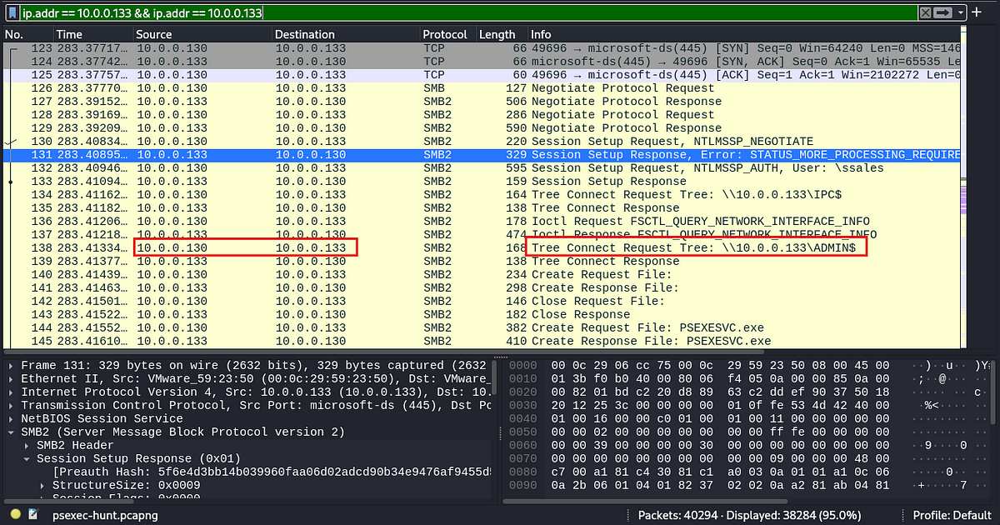 ip.addr == 10.0.0.133 && ip.addr == 10.0.0.133
No. Time Source Destination Protocol Length Info
123 283.37717… 10.0.0.130 10.0.0.133 TCP 66 49696 → microsoft-ds(445) [SYN] Seq=0 Win=64240 Len=0 MSS=146
124 283.37742… 10.0.0.133 10.0.0.130 TCP 66 microsoft-ds(445) → 49696 [SYN, ACK] Seq=0 Ack=1 Win=65535 Le
125 283.37757… 10.0.0.130 10.0.0.133 TCP 60 49696 → microsoft-ds(445) [ACK] Seq=1 Ack=1 Win=2102272 Len=0
126 283.37770… 10.0.0.130 10.0.0.133 SMB 127 Negotiate Protocol Request
127 283.39152… 10.0.0.133 10.0.0.130 SMB2 506 Negotiate Protocol Response
128 283.39169… 10.0.0.130 10.0.0.133 SMB2 286 Negotiate Protocol Request
129 283.39209… 10.0.0.133 10.0.0.130 SMB2 590 Negotiate Protocol Response
130 283.40834… 10.0.0.130 10.0.0.133 SMB2 220 Session Setup Request, NTLMSSP_NEGOTIATE
131 283.40895… 10.0.0.133 10.0.0.130 SMB2 329 Session Setup Response, Error: STATUS_MORE_PROCESSING_REQUIRE
132 283.40946… 10.0.0.130 10.0.0.133 SMB2 595 Session Setup Request, NTLMSSP_AUTH, User: \ssales
133 283.41094… 10.0.0.133 10.0.0.130 SMB2 159 Session Setup Response
134 283.41162… 10.0.0.130 10.0.0.133 SMB2 164 Tree Connect Request Tree: \\10.0.0.133\IPC$
135 283.41182… 10.0.0.133 10.0.0.130 SMB2 138 Tree Connect Response
136 283.41206… 10.0.0.130 10.0.0.133 SMB2 178 Ioctl Request FSCTL_QUERY_NETWORK_INTERFACE_INFO
137 283.41218… 10.0.0.133 10.0.0.130 SMB2 474 Ioctl Response FSCTL_QUERY_NETWORK_INTERFACE_INFO
138 283.41334… 10.0.0.130 10.0.0.133 SMB2 168 Tree Connect Request Tree: \\10.0.0.133\ADMIN$
139 283.41377… 10.0.0.133 10.0.0.130 SMB2 138 Tree Connect Response
140 283.41439… 10.0.0.130 10.0.0.133 SMB2 234 Create Request File:
141 283.41463… 10.0.0.133 10.0.0.130 SMB2 298 Create Response File:
142 283.41501… 10.0.0.130 10.0.0.133 SMB2 146 Close Request File:
143 283.41522… 10.0.0.133 10.0.0.130 SMB2 182 Close Response
144 283.41552… 10.0.0.130 10.0.0.133 SMB2 382 Create Request File: PSEXESVC.exe
145 283.41610… 10.0.0.133 10.0.0.130 SMB2 410 Create Response File: PSEXESVC.exe
Frame 131: 329 bytes on wire (2632 bits), 329 bytes captured (2632
Ethernet II, Src: VMware_59:23:50 (00:0c:29:59:23:50), Dst: VMware_
Internet Protocol Version 4, Src: 10.0.0.133 (10.0.0.133), Dst: 10.
Transmission Control Protocol, Src Port: microsoft-ds (445), Dst Po
NetBIOS Session Service
SMB2 (Server Message Block Protocol version 2)
SMB2 Header
Session Setup Response (0x01)
[Preauth Hash: 5f6e4d3bb14b039960faa06d02adcd90b34e9476af9455d5
StructureSize: 0x0009
Session Flags: 0x0000
0000 00 0c 29 06 cc 75 00 0c 29 59 23 50 08 00 45 00 ··)··u·· )Y
0010 01 3b f0 b0 40 00 80 06 f4 05 0a 00 00 85 0a 00 ·;··@···
0020 00 82 01 bd c2 20 d8 89 63 c2 dd ef 90 37 50 18 c
0030 20 12 25 3c 00 00 00 00 01 0f fe 53 4d 42 40 00 ·%<····
0040 01 00 16 00 00 c0 01 00 01 00 11 00 00 00 00 00
0050 00 00 02 00 00 00 00 00 00 00 ff fe 00 00 00 00
0060 00 00 39 00 00 00 00 30 00 00 00 00 00 00 00 00 ··9····0
0070 00 00 00 00 00 00 00 00 00 00 09 00 00 00 48 00
0080 c7 00 a1 81 c4 30 81 c1 a0 03 0a 01 01 a1 0c 06 ·····0··
0090 0a 2b 06 01 04 01 82 37 02 02 0a a2 81 ab 04 81 ·+·····7
psexec-hunt.pcapng
Packets: 40294 · Displayed: 38284 (95.0%)
Profile: Default